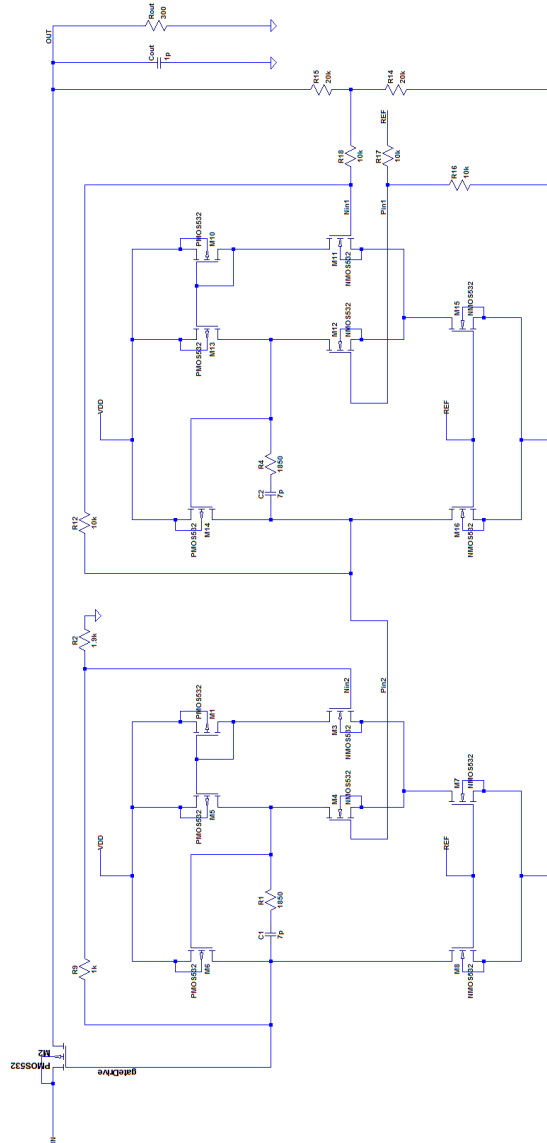 OUT
Rout
300
Cout
1p
R15
20k
R14
20k
REF
R18
10k
R17
10k
R16
10k
Nin1
Pin1
PMOS532
M10
M11
NMOS532
PMOS532
M13
M12
NMOS532
M15
NMOS532
VDD
R4
1850
C2
7p
REF
R12
10k
PMOS532
M14
M16
NMOS532
R2
1.9k
Nin2
Pin2
PMOS532
M1
M3
NMOS532
PMOS532
M5
M4
NMOS532
M7
NMOS532
VDD
R1
1850
C1
7p
REF
R9
1k
PMOS532
M6
M8
NMOS532
M2
PMOS532
gateDrive
IN